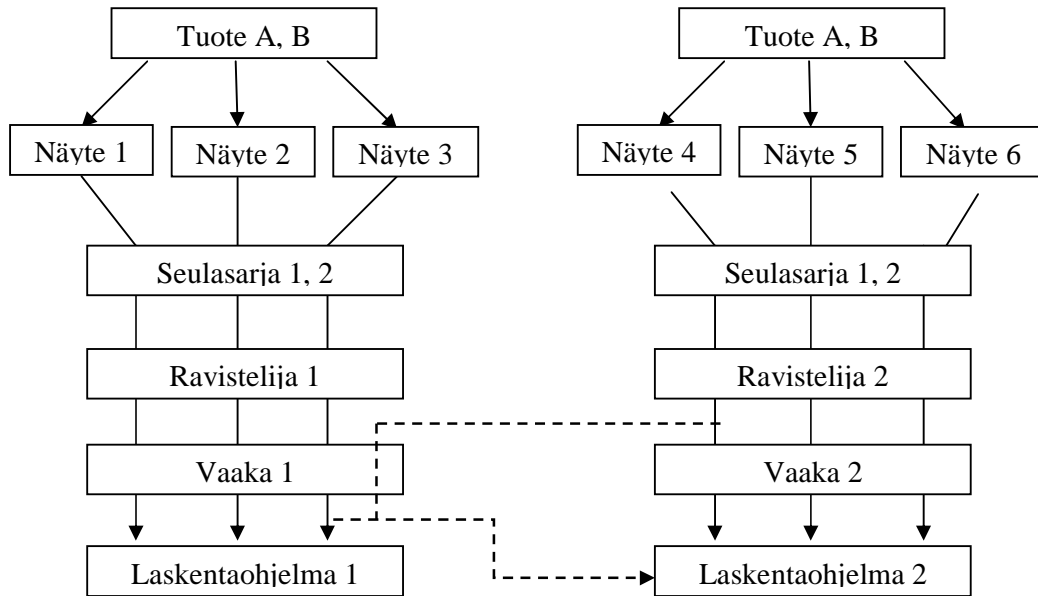 Tuote A, B
Tuote A, B
Näyte 1
Näyte 2
Näyte 3
Näyte 4
Näyte 5
Näyte 6
Seulasarja 1, 2
Seulasarja 1, 2
Ravistelija 1
Ravistelija 2
Vaaka 1
Vaaka 2
Laskentaohjelma 1
Laskentaohjelma 2